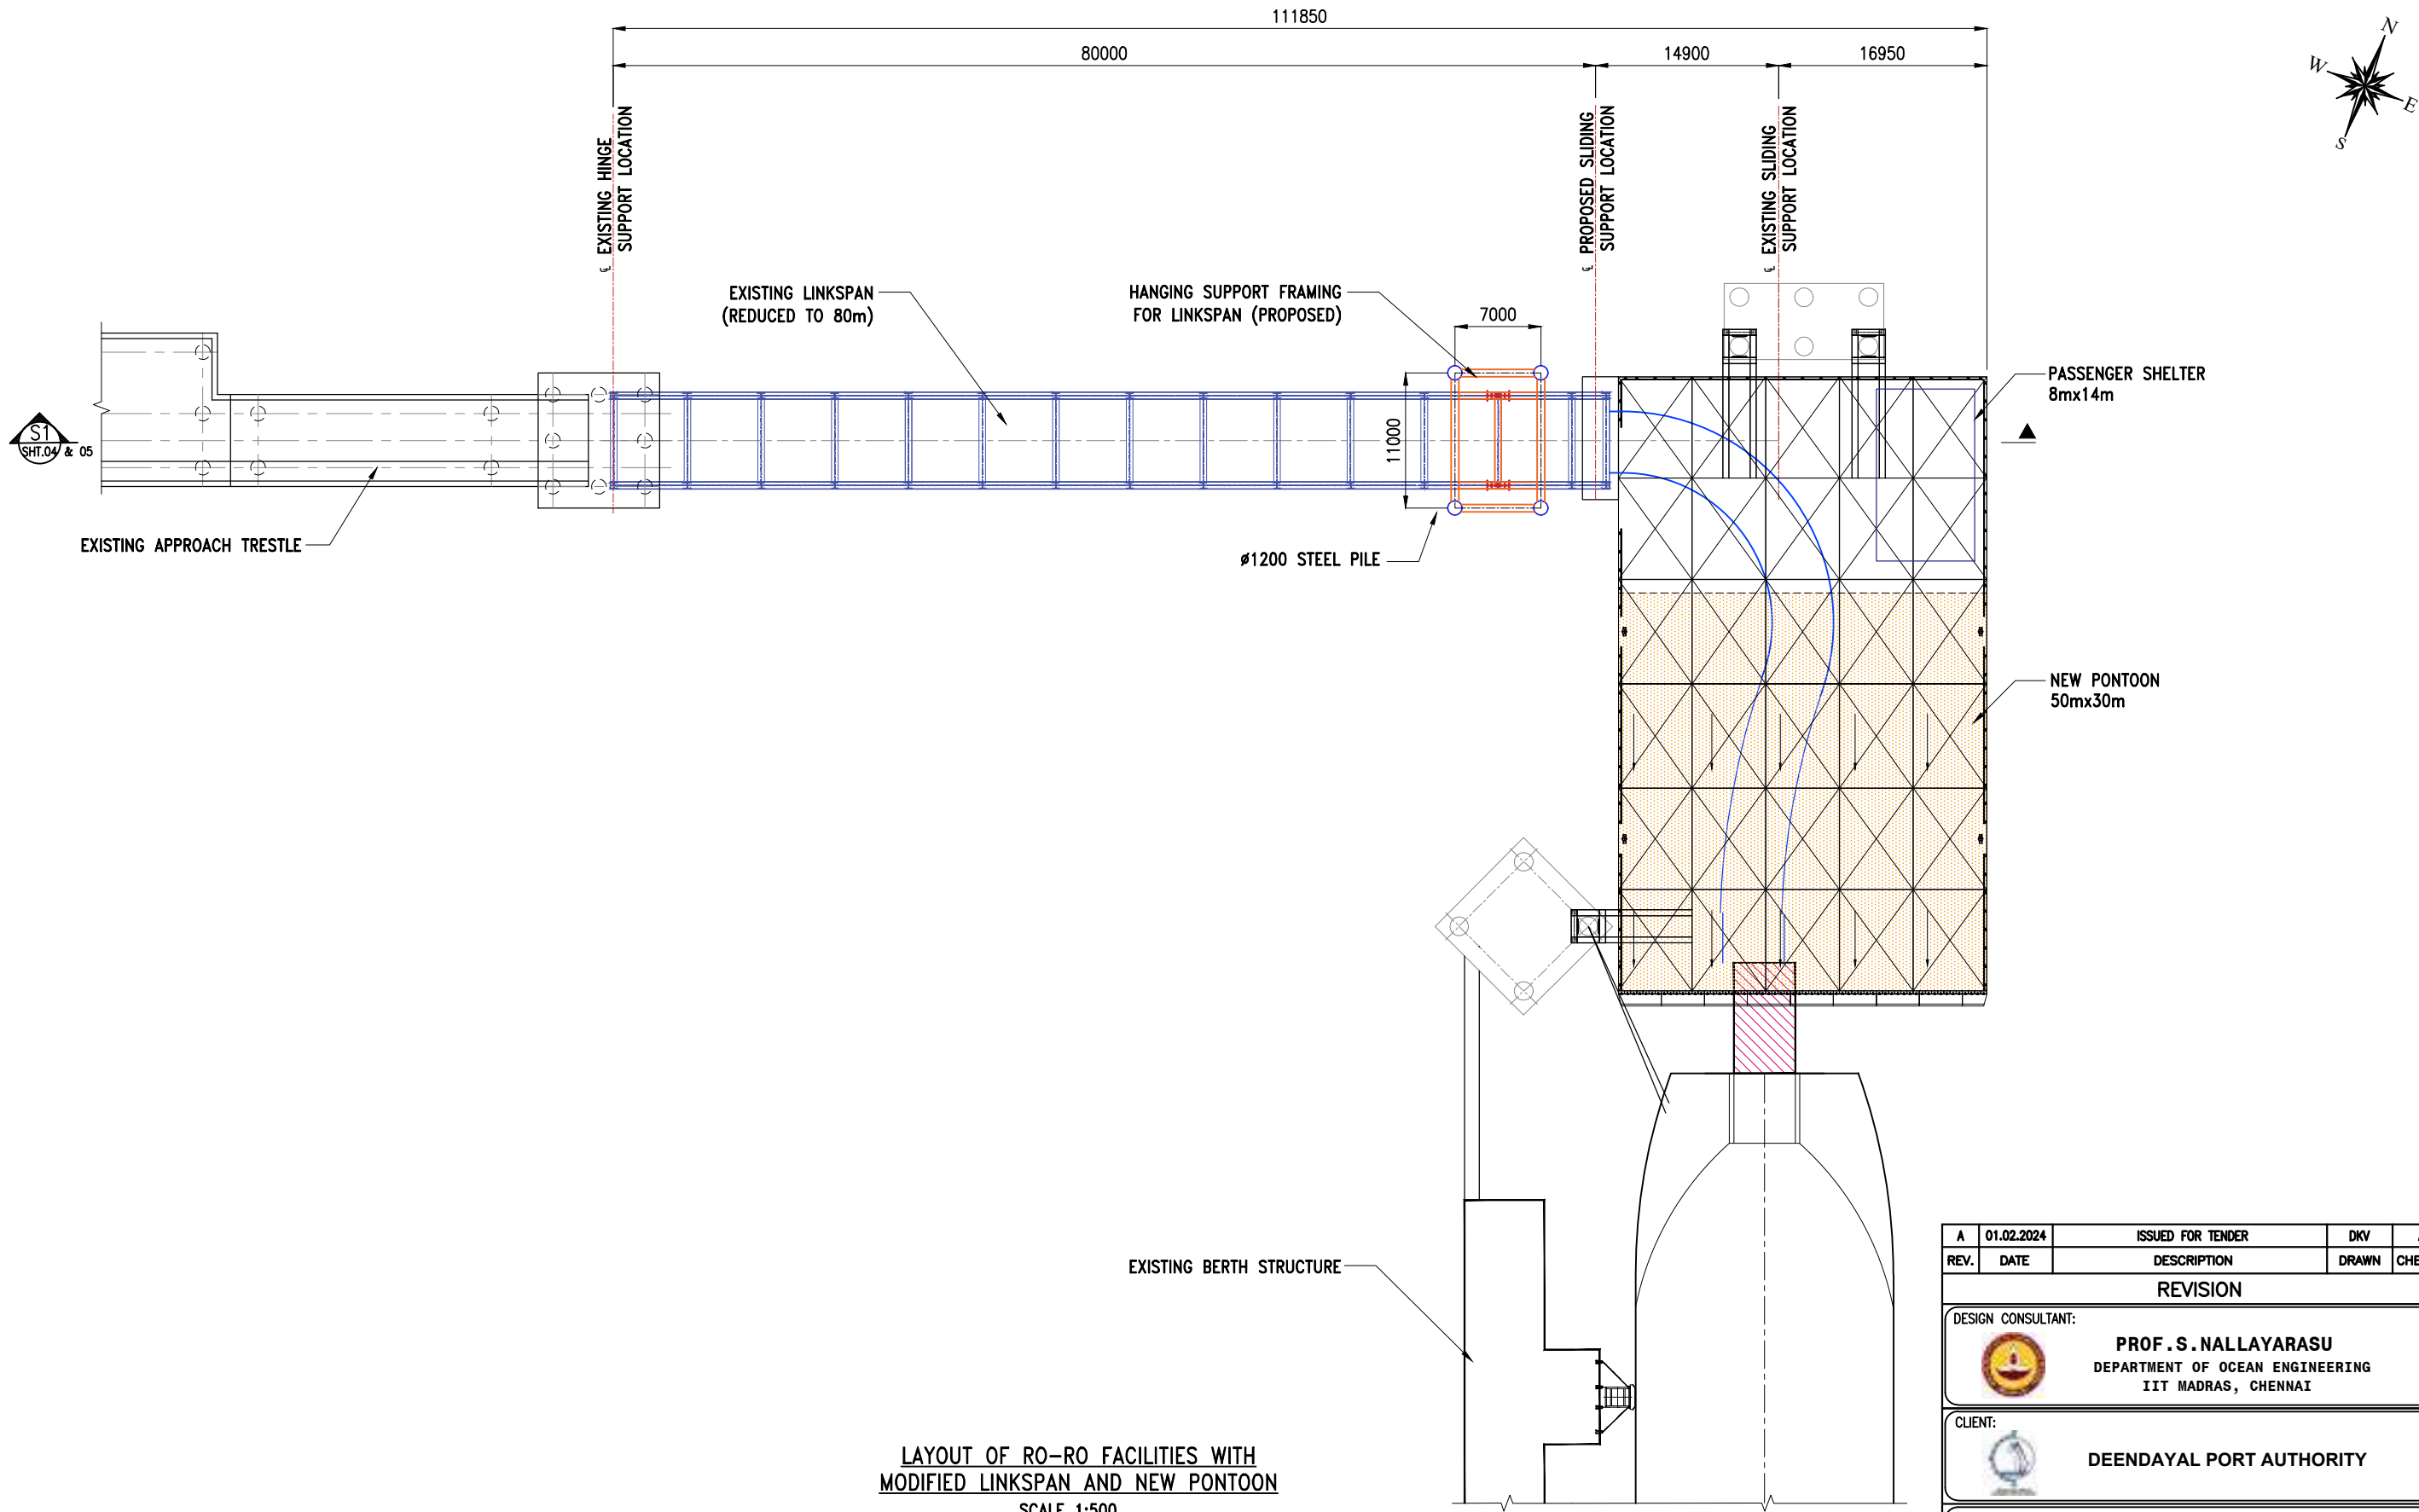 111850
80000
14900
16950
N
W
E
S
℄ EXISTING HINGE
SUPPORT LOCATION
℄ PROPOSED SLIDING
SUPPORT LOCATION
℄ EXISTING SLIDING
SUPPORT LOCATION
EXISTING LINKSPAN
(REDUCED TO 80m)
HANGING SUPPORT FRAMING
FOR LINKSPAN (PROPOSED)
7000
11000
PASSENGER SHELTER
8mx14m
S1
SHT.04 & 05
EXISTING APPROACH TRESTLE
ø1200 STEEL PILE
NEW PONTOON
50mx30m
EXISTING BERTH STRUCTURE
A 01.02.2024 ISSUED FOR TENDER DKV
REV. DATE DESCRIPTION DRAWN CHE
REVISION
DESIGN CONSULTANT:
PROF.S.NALLAYARASU
DEPARTMENT OF OCEAN ENGINEERING
IIT MADRAS, CHENNAI
CLIENT:
DEENDAYAL PORT AUTHORITY
LAYOUT OF RO-RO FACILITIES WITH
MODIFIED LINKSPAN AND NEW PONTOON
SCALE 1:500